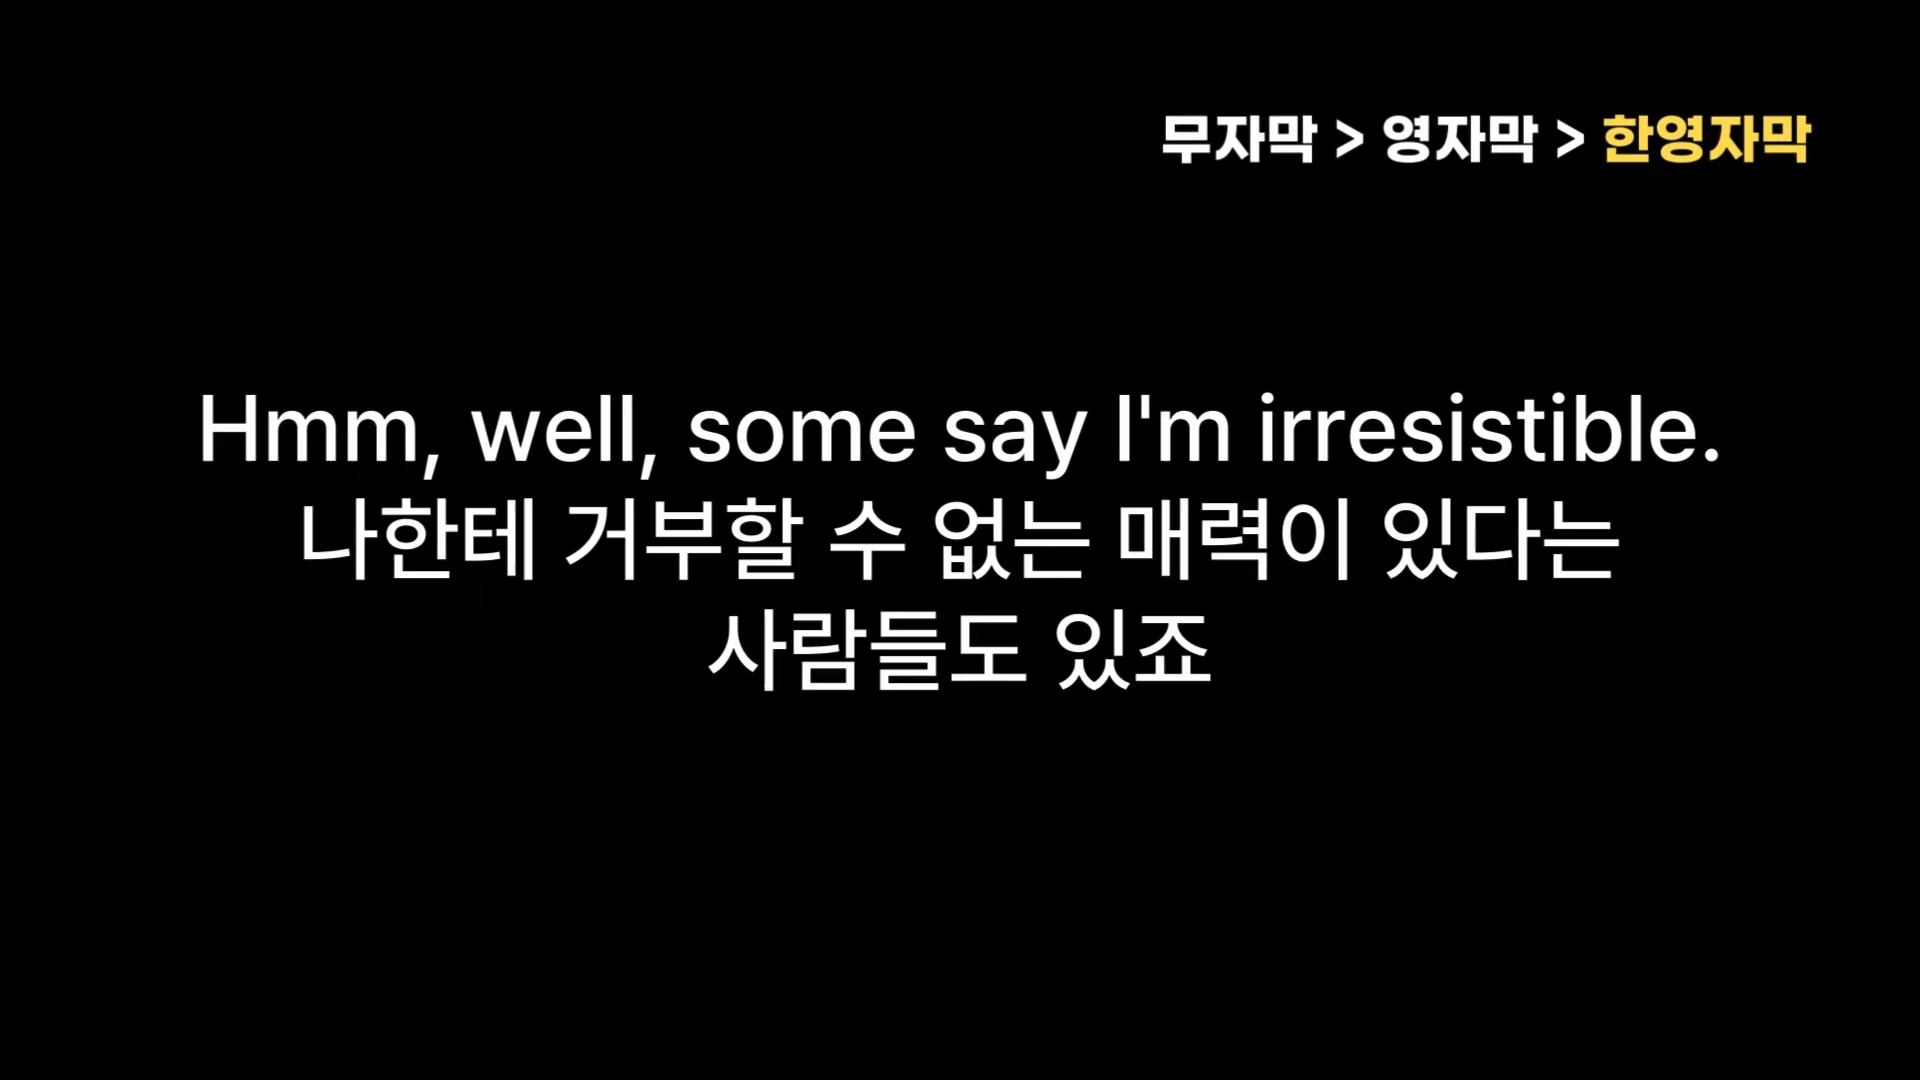 무자막 > 영자막 > 한영자막
Hmm, well, some say I'm irresistible.
나한테 거부할 수 없는 매력이 있다는
사람들도 있죠